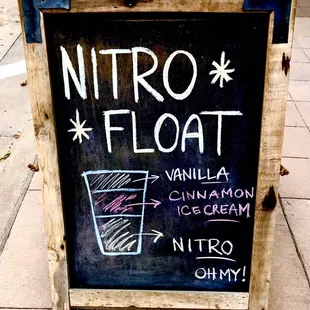 NITRO
FLOAT
VANILLA
CINNAMON
ICE CREAM
NITRO
OH MY!